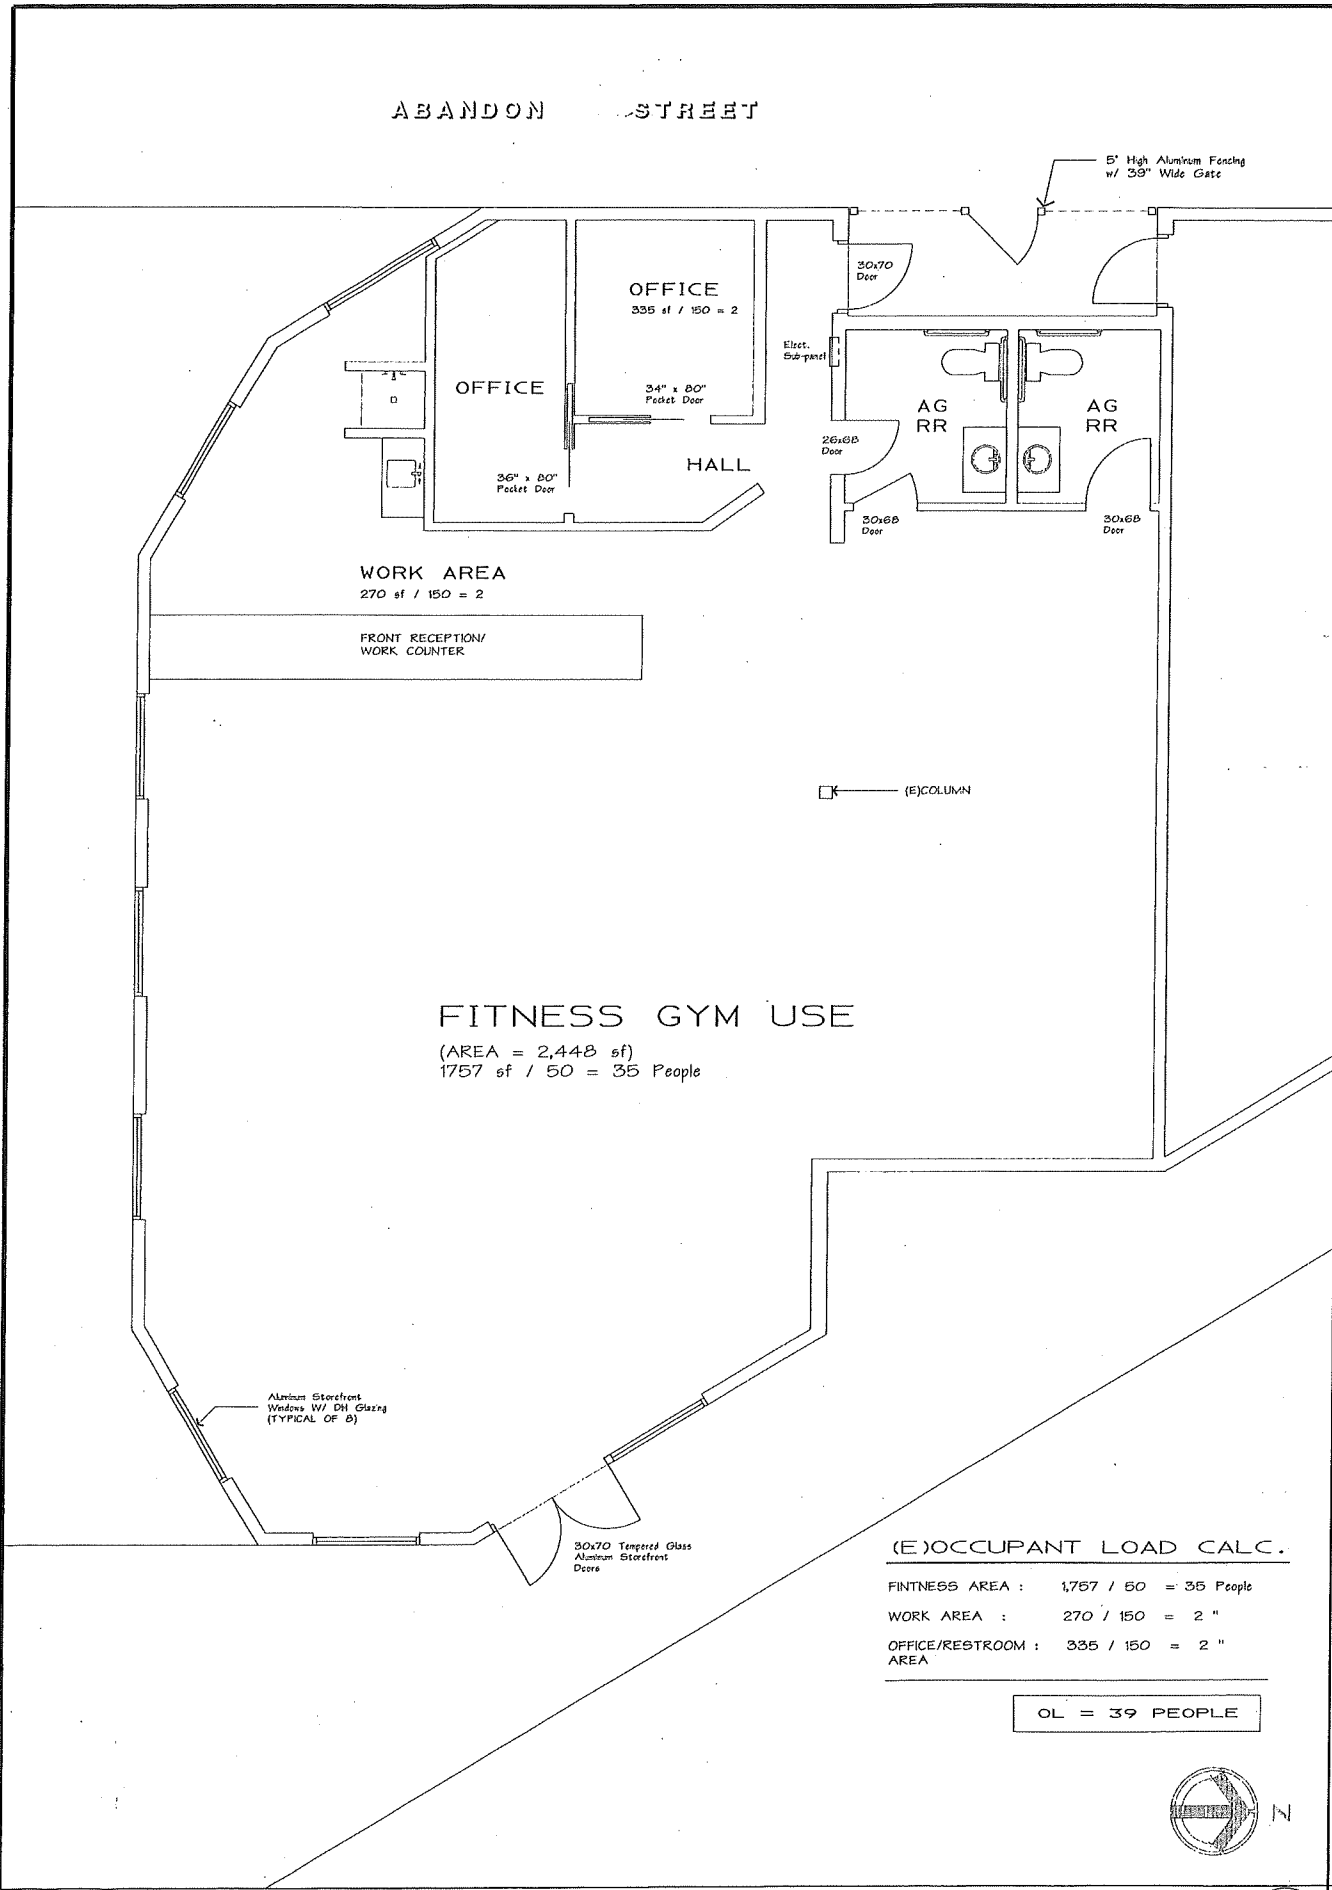 ABANDON STREET
5' High Aluminum Fencing
w/ 39" Wide Gate
30x70
Door
OFFICE
335 sf / 150 = 2
Elect.
Sub-panel
OFFICE
34" x 80"
Pocket Door
AG
RR
AG
RR
26x68
Door
HALL
36" x 80"
Pocket Door
30x68
Door
30x68
Door
WORK AREA
270 sf / 150 = 2
FRONT RECEPTION/
WORK COUNTER
(E)COLUMN
FITNESS GYM USE
(AREA = 2,448 sf)
1757 sf / 50 = 35 People
Aluminum Storefront
Windows W/ DH Glazing
(TYPICAL OF 8)
30x70 Tempered Glass
Aluminum Storefront
Doors
(E)OCCUPANT LOAD CALC.
FINTNESS AREA : 1,757 / 50 = 35 People
WORK AREA : 270 / 150 = 2 "
OFFICE/RESTROOM : 335 / 150 = 2 "
AREA
OL = 39 PEOPLE
N